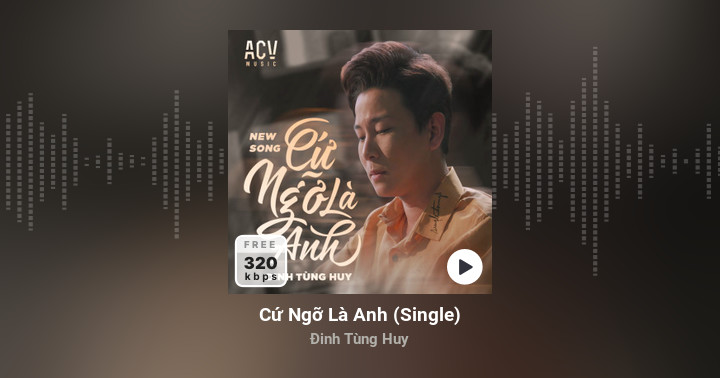 ACV
MUSIC
NEW
SONG
Cứ
Ngỡ Là
Anh
FREE
320
kbps
NH TÙNG HUY
Cứ Ngỡ Là Anh (Single)
Đinh Tùng Huy